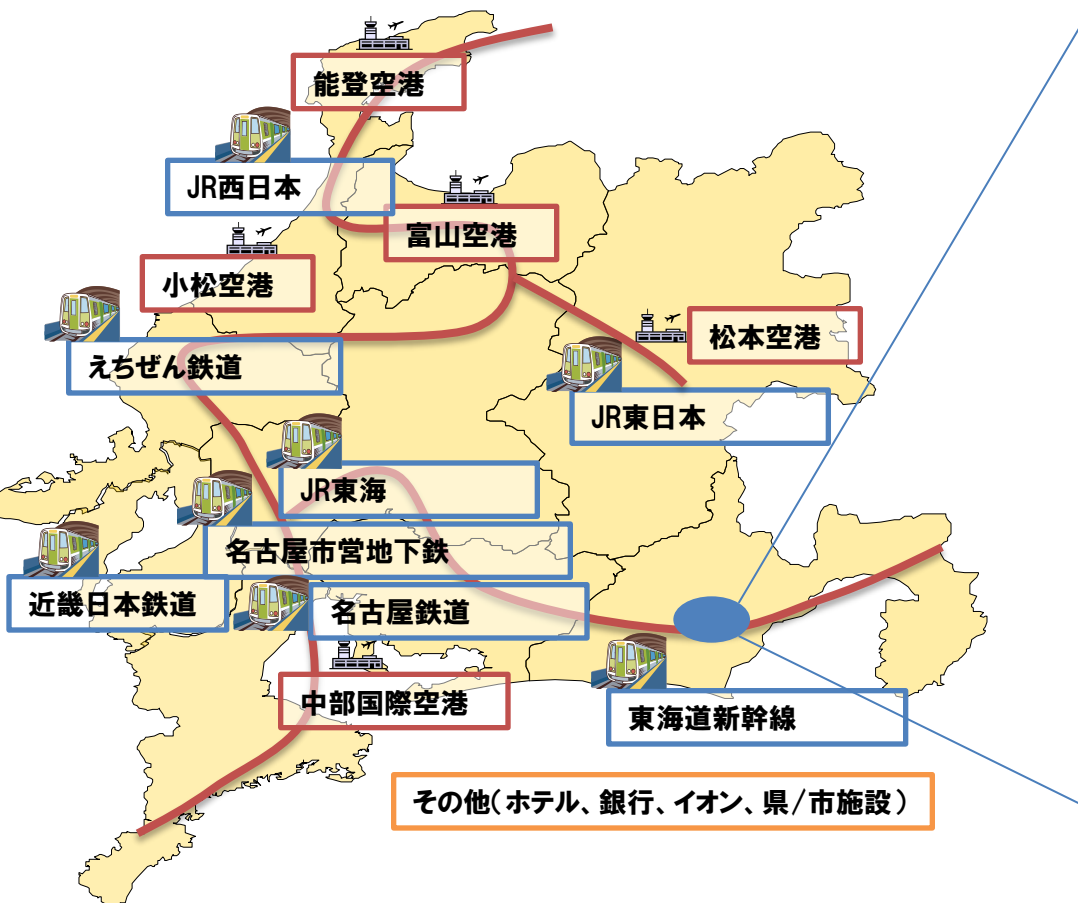 能登空港
JR西日本
富山空港
小松空港
松本空港
えちぜん鉄道
JR東日本
JR東海
名古屋市営地下鉄
近畿日本鉄道
名古屋鉄道
中部国際空港
東海道新幹線
その他(ホテル、銀行、イオン、県/市施設)